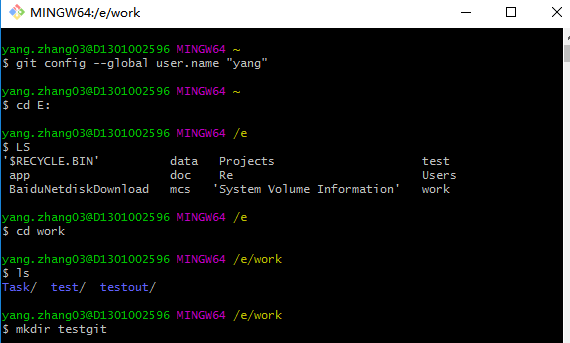 MINGW64:/e/work
yang.zhang03@D1301002596 MINGW64 ~
$ git config --global user.name "yang"
yang.zhang03@D1301002596 MINGW64 ~
$ cd E:
yang.zhang03@D1301002596 MINGW64 /e
$ LS
'$RECYCLE.BIN' data Projects test
app doc Re Users
BaiduNetdiskDownload mcs 'System Volume Information' work
yang.zhang03@D1301002596 MINGW64 /e
$ cd work
yang.zhang03@D1301002596 MINGW64 /e/work
$ ls
Task/ test/ testout/
yang.zhang03@D1301002596 MINGW64 /e/work
$ mkdir testgit